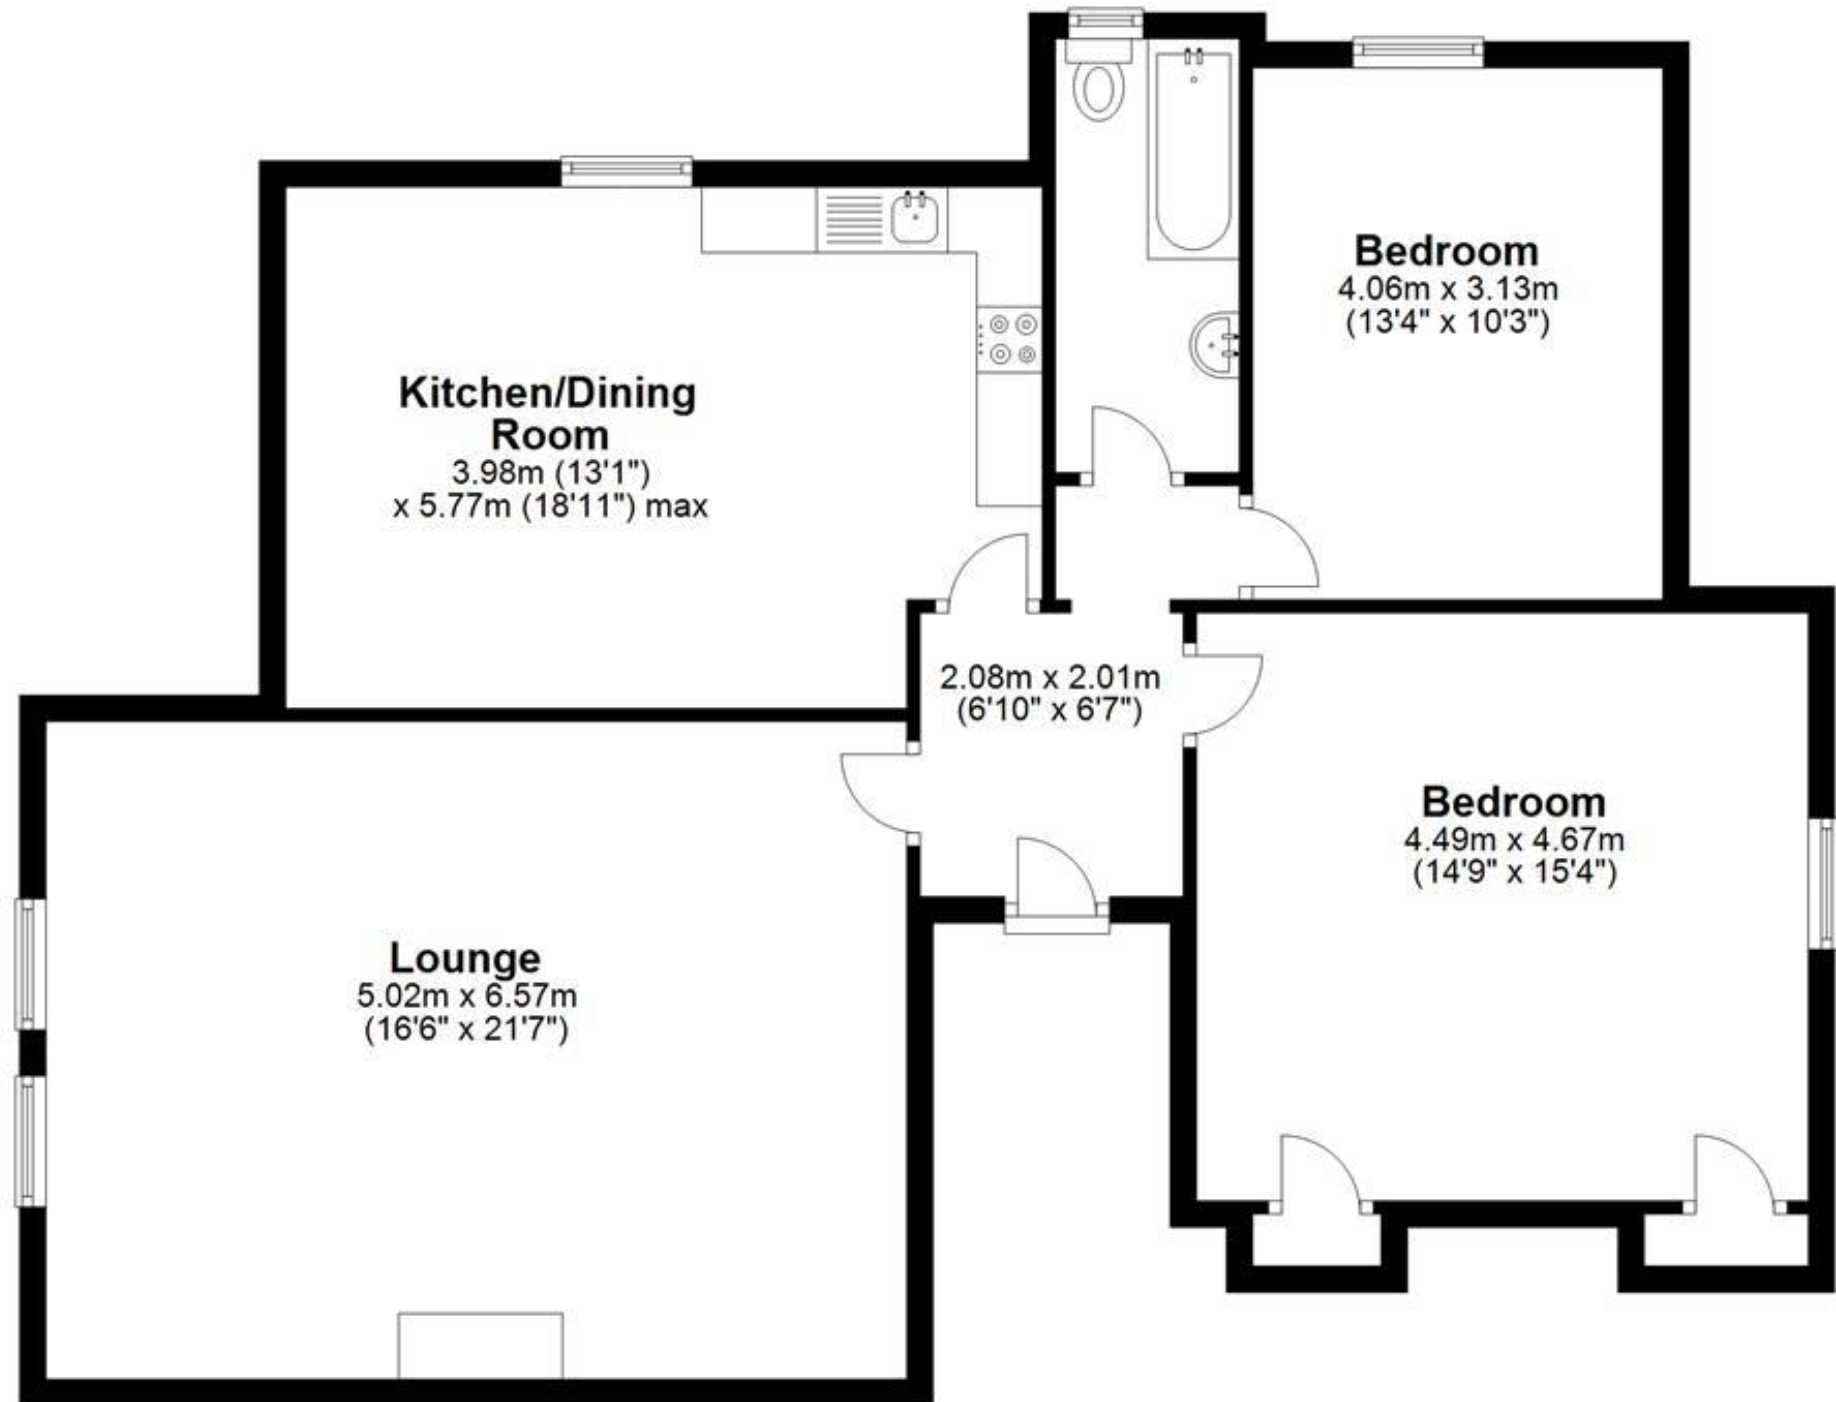 Bedroom
4.06m x 3.13m
(13'4" x 10'3")
Kitchen/Dining
Room
3.98m (13'1")
x 5.77m (18'11") max
2.08m x 2.01m
(6'10" x 6'7")
Bedroom
4.49m x 4.67m
(14'9" x 15'4")
Lounge
5.02m x 6.57m
(16'6" x 21'7")